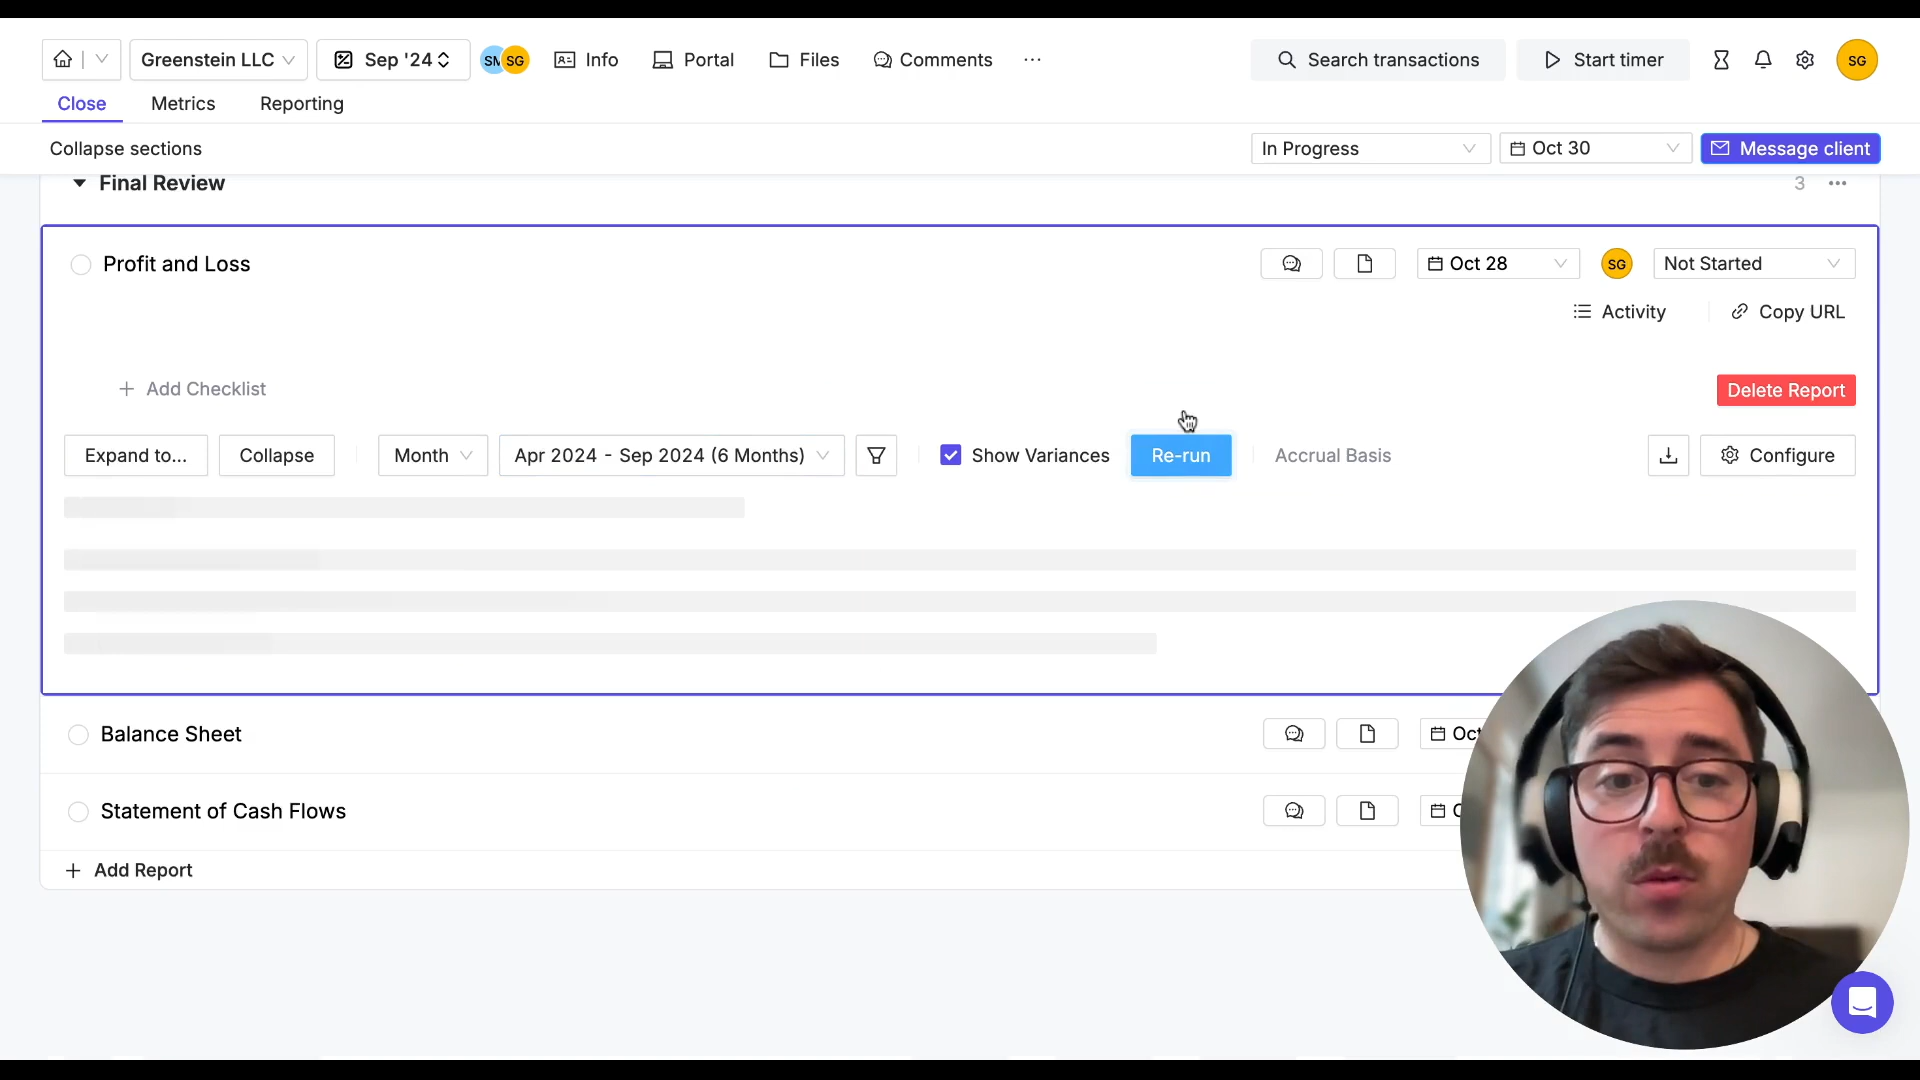 Greenstein LLC Sep '24 SM SG Info Portal Files Comments Search transactions Start timer SG
Close Metrics Reporting
Collapse sections In Progress Oct 30 Message client
Final Review 3
Profit and Loss Oct 28 SG Not Started
Activity Copy URL
Add Checklist Delete Report
Expand to... Collapse Month Apr 2024 - Sep 2024 (6 Months) Show Variances Re-run Accrual Basis Configure
Balance Sheet Oct
Statement of Cash Flows
Add Report